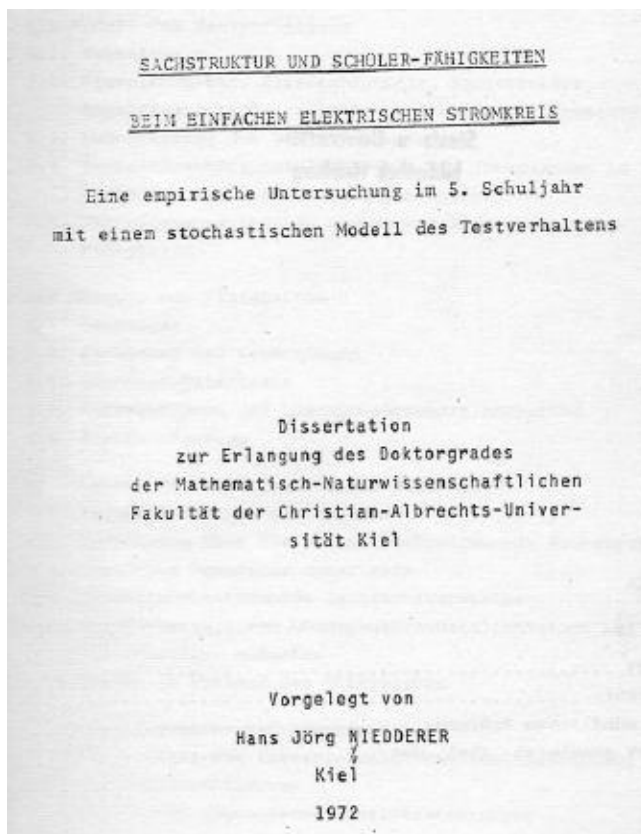 SACHSTRUKTUR UND SCHÜLER-FÄHIGKEITEN
BEIM EINFACHEN ELEKTRISCHEN STROMKREIS
Eine empirische Untersuchung im 5. Schuljahr
mit einem stochastischen Modell des Testverhaltens
Dissertation
zur Erlangung des Doktorgrades
der Mathematisch-Naturwissenschaftlichen
Fakultät der Christian-Albrechts-Univer-
sität Kiel
Vorgelegt von
Hans Jörg NIEDDERER
Kiel
1972